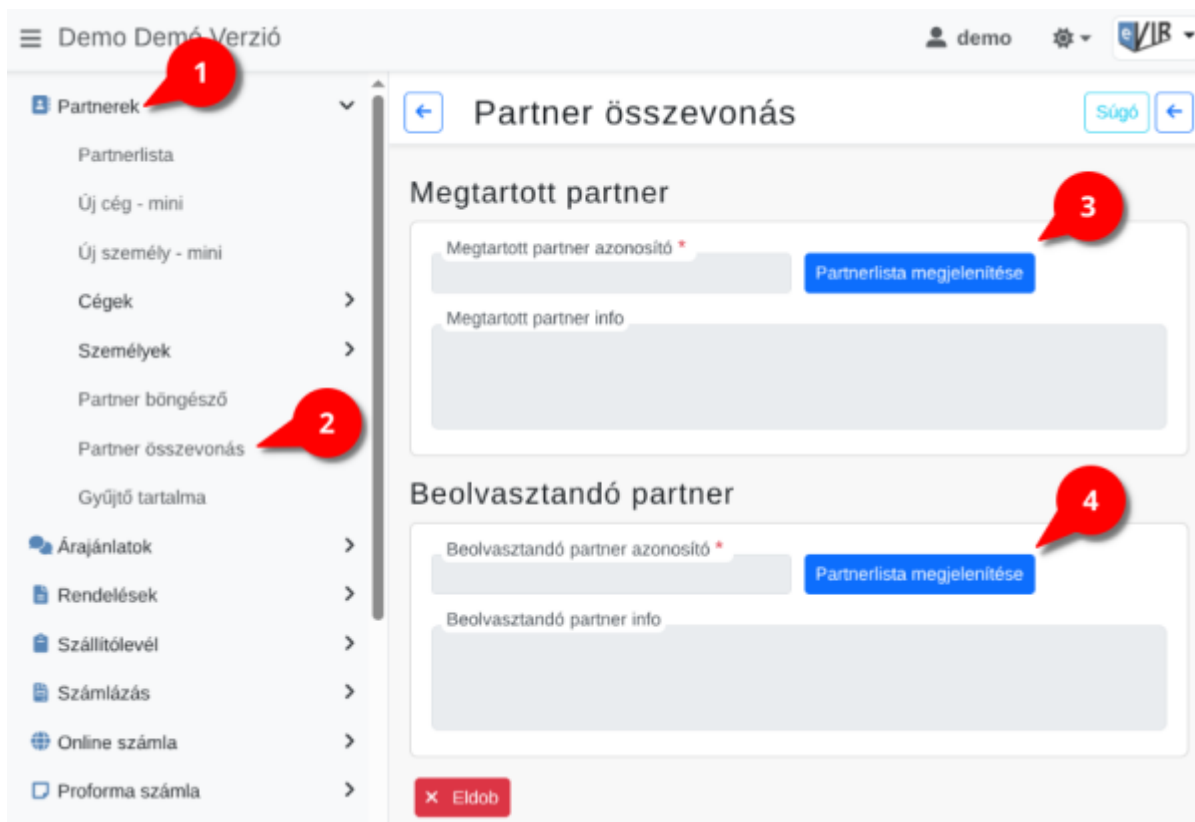 Demo Demó Verzió
demo
eVIR
1
Partnerek
Partnerlista
Új cég - mini
Új személy - mini
Cégek
Személyek
Partner böngésző
2
Partner összevonás
Gyűjtő tartalma
Árajánlatok
Rendelések
Szállítólevél
Számlázás
Online számla
Proforma számla
Partner összevonás
Súgó
Megtartott partner
3
Megtartott partner azonosító *
Partnerlista megjelenítése
Megtartott partner info
Beolvasztandó partner
4
Beolvasztandó partner azonosító *
Partnerlista megjelenítése
Beolvasztandó partner info
× Eldob